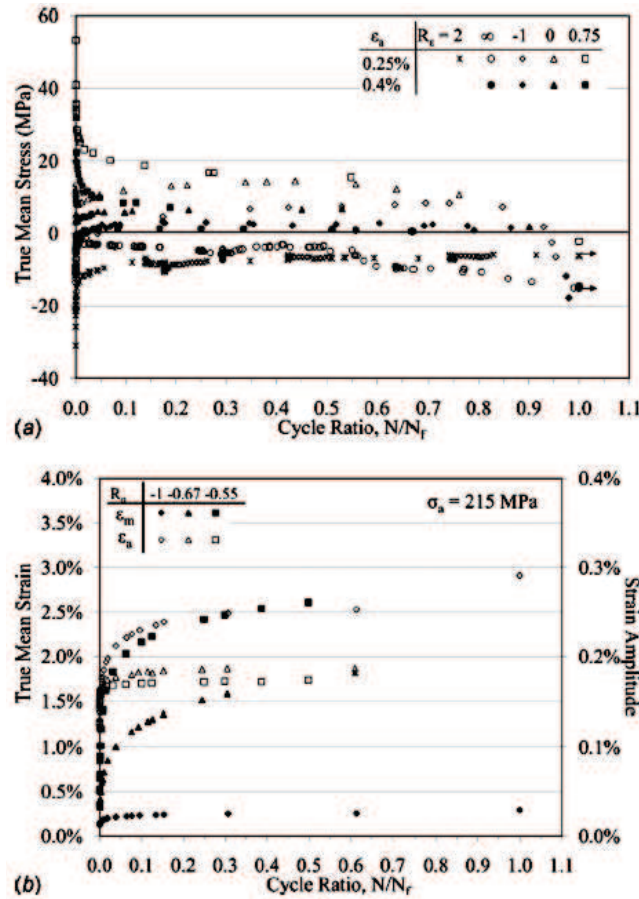 60
40
20
0
-20
-40
True Mean Stress (MPa)
εa Rε = 2 ∞ -1 0 0.75
0.25%
0.4%
0.0 0.1 0.2 0.3 0.4 0.5 0.6 0.7 0.8 0.9 1.0
(a) Cycle Ratio, N/Nf
4.0%
3.5%
3.0%
2.5%
2.0%
1.5%
1.0%
0.5%
0.0%
True Mean Strain
Rσ -1 -0.67 -0.55
εm
εa
σa = 215 MPa
0.4%
0.3%
0.2%
0.1%
0.0%
Strain Amplitude
0.0 0.1 0.2 0.3 0.4 0.5 0.6 0.7 0.8 0.9 1.0
(b) Cycle Ratio, N/Nf